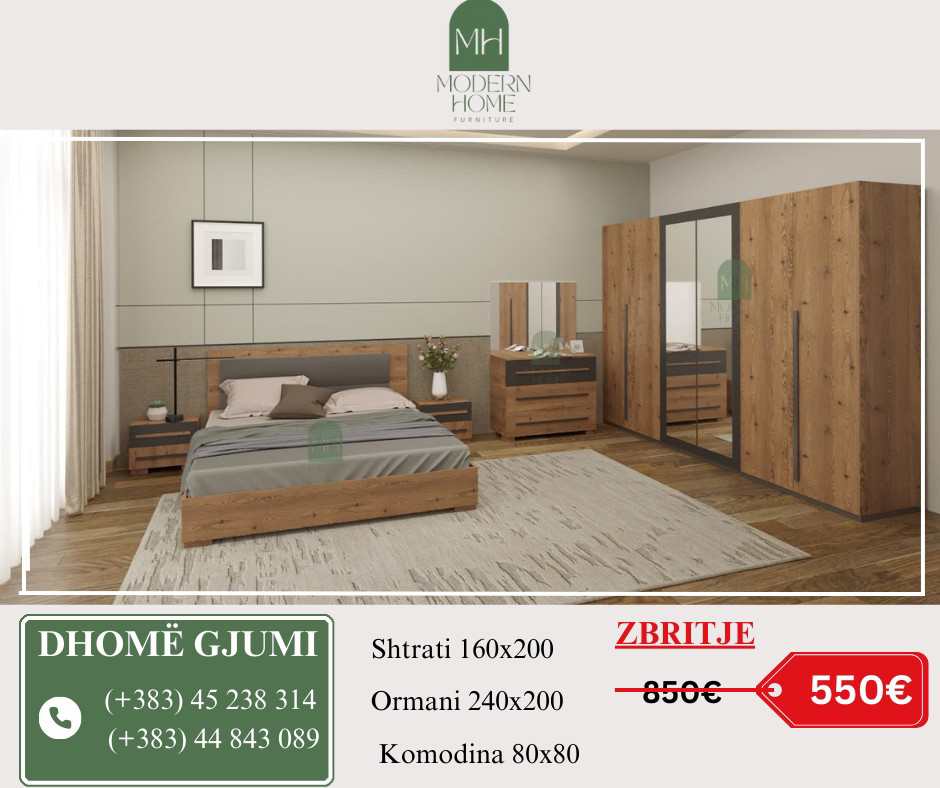 MH
MODERN
HOME
FURNITURE
MH
DHOMË GJUMI
(+383) 45 238 314
(+383) 44 843 089
Shtrati 160x200
Ormani 240x200
Komodina 80x80
ZBRITJE
850€
550€